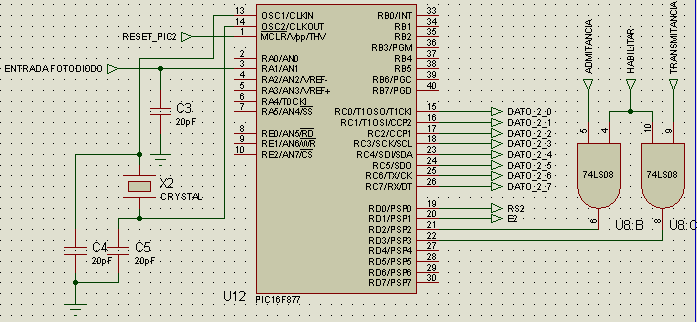 13 OSC1/CLKIN RB0/INT 33
14 OSC2/CLKOUT RB1 34
RESET_PIC2 1 MCLR/Vpp/THV RB2 35
RB3/PGM 36
2 RA0/AN0 RB4 37
ENTRADA FOTODIODO 3 RA1/AN1 RB5 38
4 RA2/AN2/VREF- RB6/PGC 39
5 RA3/AN3/VREF+ RB7/PGD 40
6 RA4/T0CKI
7 RA5/AN4/SS RC0/T1OSO/T1CKI 15 DATO_2_0
RC1/T1OSI/CCP2 16 DATO_2_1
8 RE0/AN5/RD RC2/CCP1 17 DATO_2_2
9 RE1/AN6/WR RC3/SCK/SCL 18 DATO_2_3
10 RE2/AN7/CS RC4/SDI/SDA 23 DATO_2_4
RC5/SDO 24 DATO_2_5
RC6/TX/CK 25 DATO_2_6
RC7/RX/DT 26 DATO_2_7
RD0/PSP0 19 RS2
RD1/PSP1 20 E2
RD2/PSP2 21
RD3/PSP3 22
RD4/PSP4 27
RD5/PSP5 28
RD6/PSP6 29
RD7/PSP7 30
U12
PIC16F877
C3
20pF
X2
CRYSTAL
C4
20pF
C5
20pF
ADMITANCIA
HABILITAR
TRANSMITANCIA
5 4 10 9
74LS08
74LS08
6 U8:B
8 U8:C